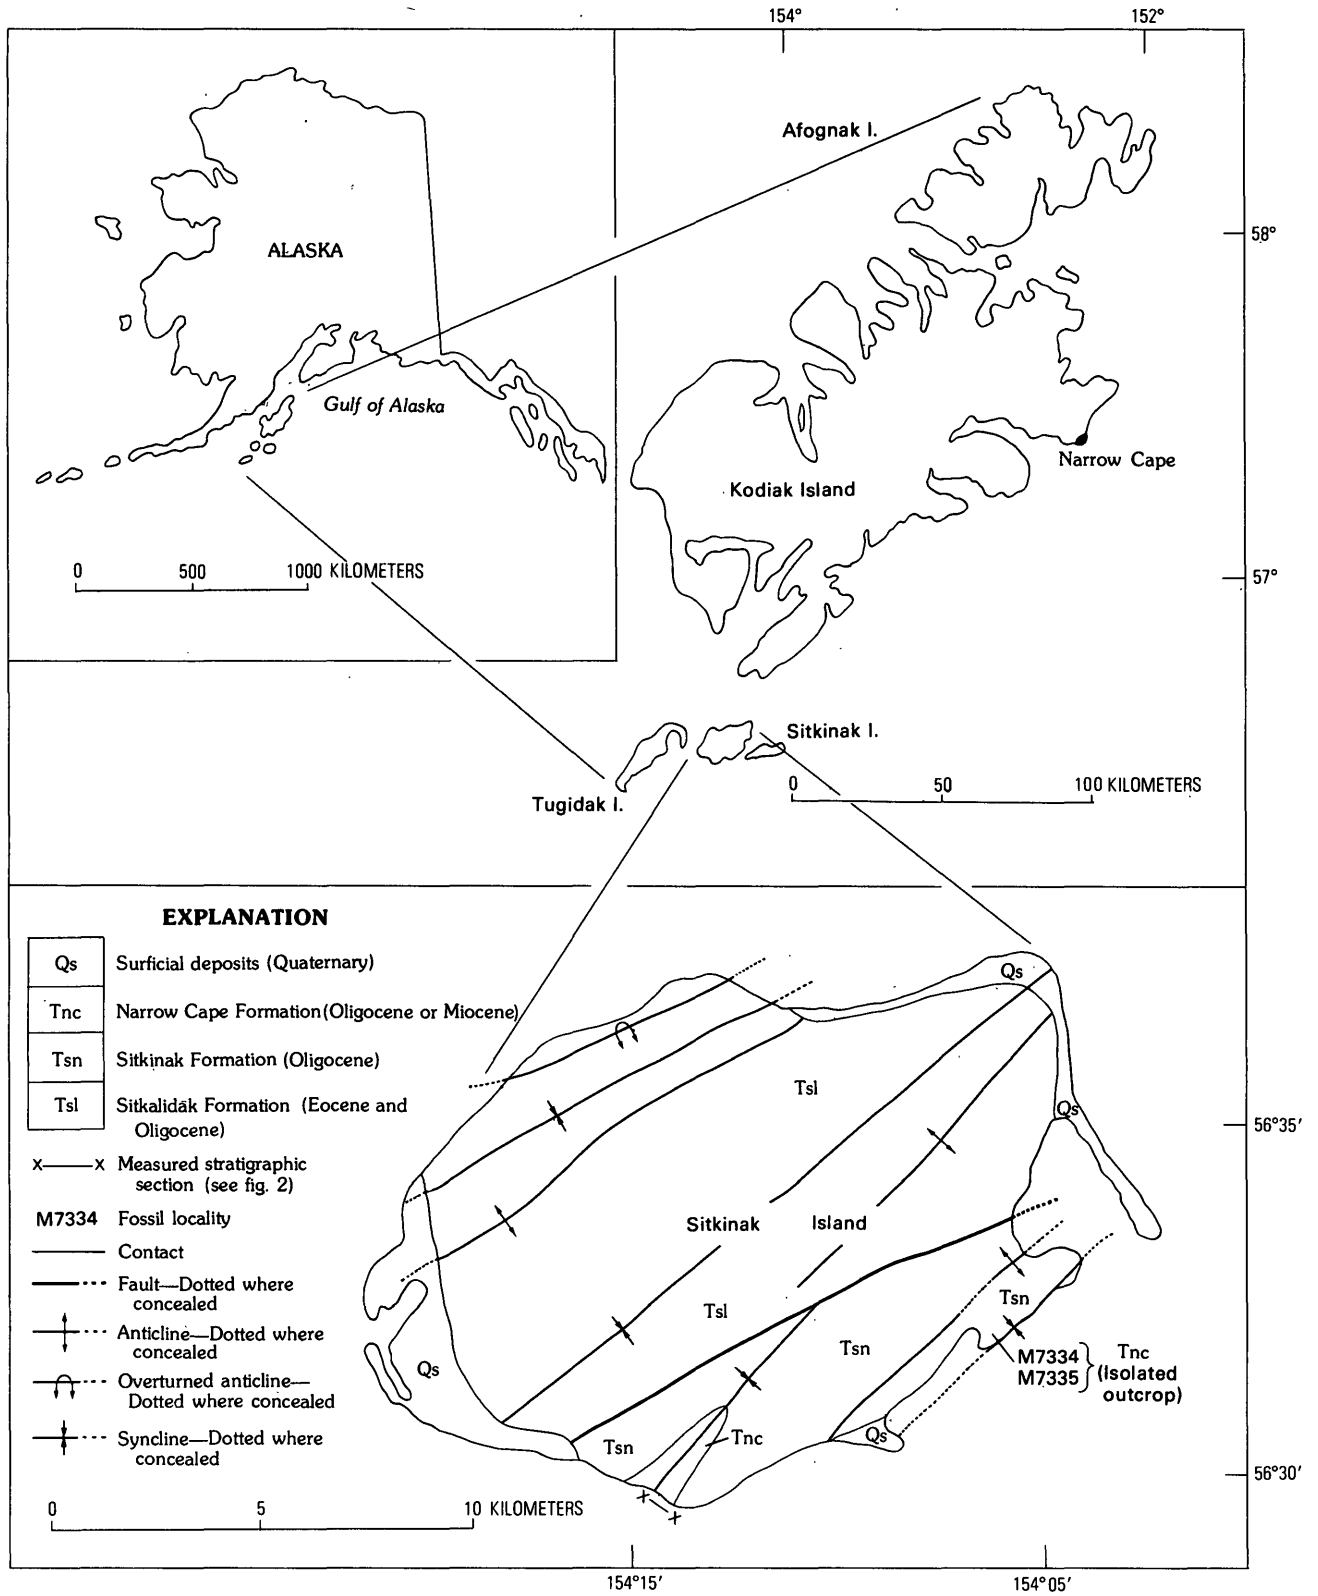 154°
152°
Afognak I.
58°
ALASKA
Gulf of Alaska
Narrow Cape
Kodiak Island
0 500 1000 KILOMETERS
57°
Sitkinak I.
Tugidak I.
0 50 100 KILOMETERS
EXPLANATION
Qs Surficial deposits (Quaternary)
Tnc Narrow Cape Formation (Oligocene or Miocene)
Tsn Sitkinak Formation (Oligocene)
Tsl Sitkalidak Formation (Eocene and
Oligocene)
x x Measured stratigraphic
section (see fig. 2)
M7334 Fossil locality
Contact
Fault—Dotted where
concealed
Anticline—Dotted where
concealed
Overturned anticline—
Dotted where concealed
Syncline—Dotted where
concealed
0 5 10 KILOMETERS
Qs
Tsl
Qs
56°35'
Sitkinak Island
Tsl
Tsn
Tsn
M7334
M7335
Tnc
(Isolated
outcrop)
Qs
Tsn
Tnc
Qs
x x
56°30'
154°15'
154°05'